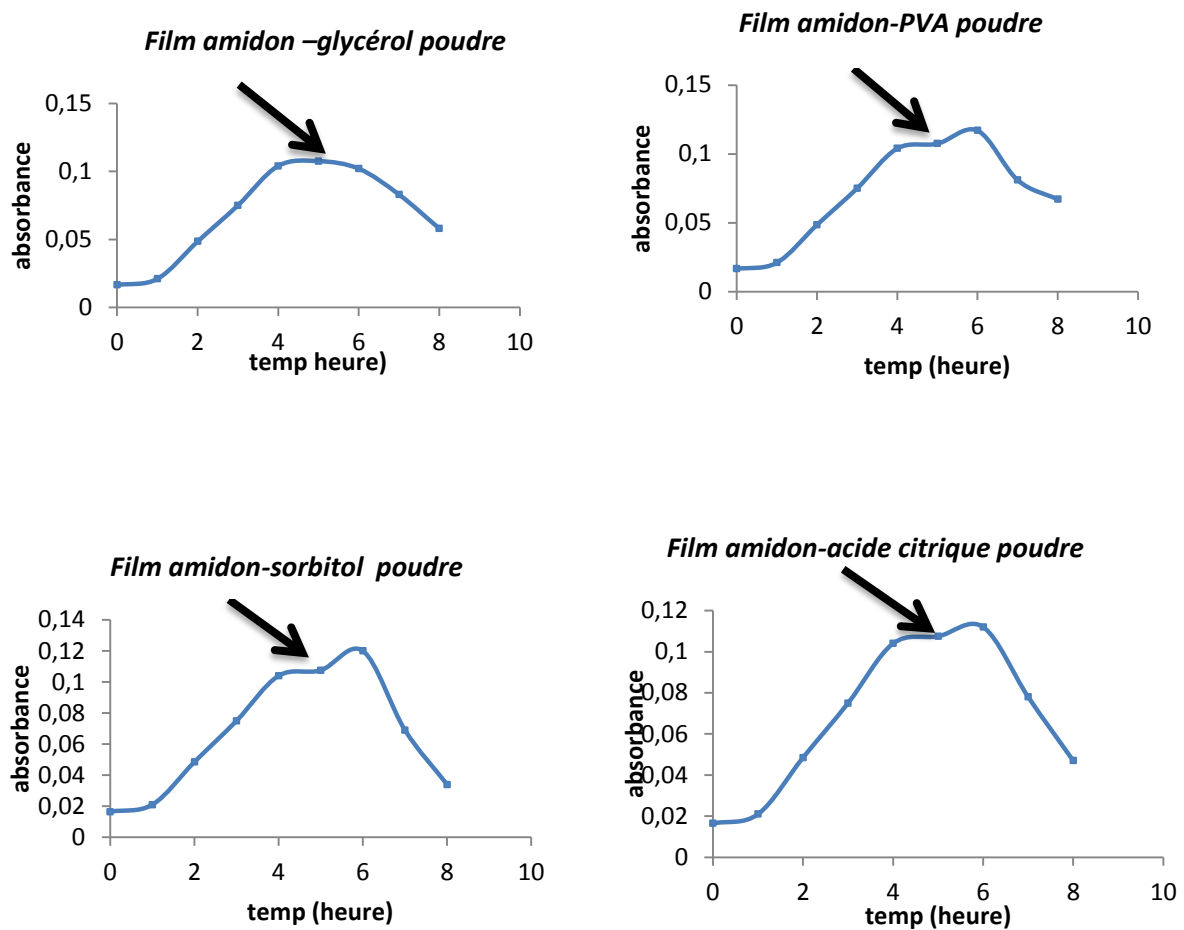 Film amidon –glycérol poudre
0,15
0,1
0,05
0
0 2 4 6 8 10
absorbance
temp heure)
Film amidon-PVA poudre
0,15
0,1
0,05
0
0 2 4 6 8 10
absorbance
temp (heure)
Film amidon-sorbitol poudre
0,14
0,12
0,1
0,08
0,06
0,04
0,02
0
0 2 4 6 8 10
absorbance
temp (heure)
Film amidon-acide citrique poudre
0,12
0,1
0,08
0,06
0,04
0,02
0
0 2 4 6 8 10
absorbance
temp (heure)